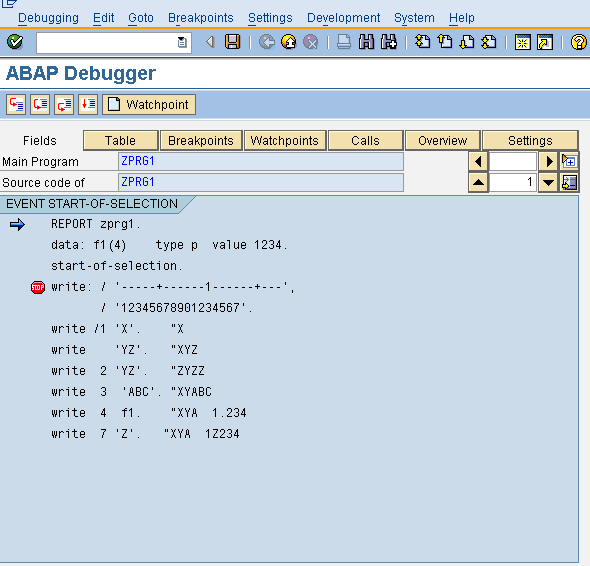 Debugging Edit Goto Breakpoints Settings Development System Help
ABAP Debugger
Watchpoint
Fields Table Breakpoints Watchpoints Calls Overview Settings
Main Program ZPRG1
Source code of ZPRG1 1
EVENT START-OF-SELECTION
REPORT zprg1.
data: f1(4)    type p  value 1234.
start-of-selection.
STOP write: / '-----+------1------+---',
/ '12345678901234567'.
write /1 'X'.    "X
write    'YZ'.   "XYZ
write  2 'YZ'.   "ZYZZ
write  3  'ABC'. "XYABC
write  4  f1.    "XYA  1.234
write  7 'Z'.   "XYA  1Z234